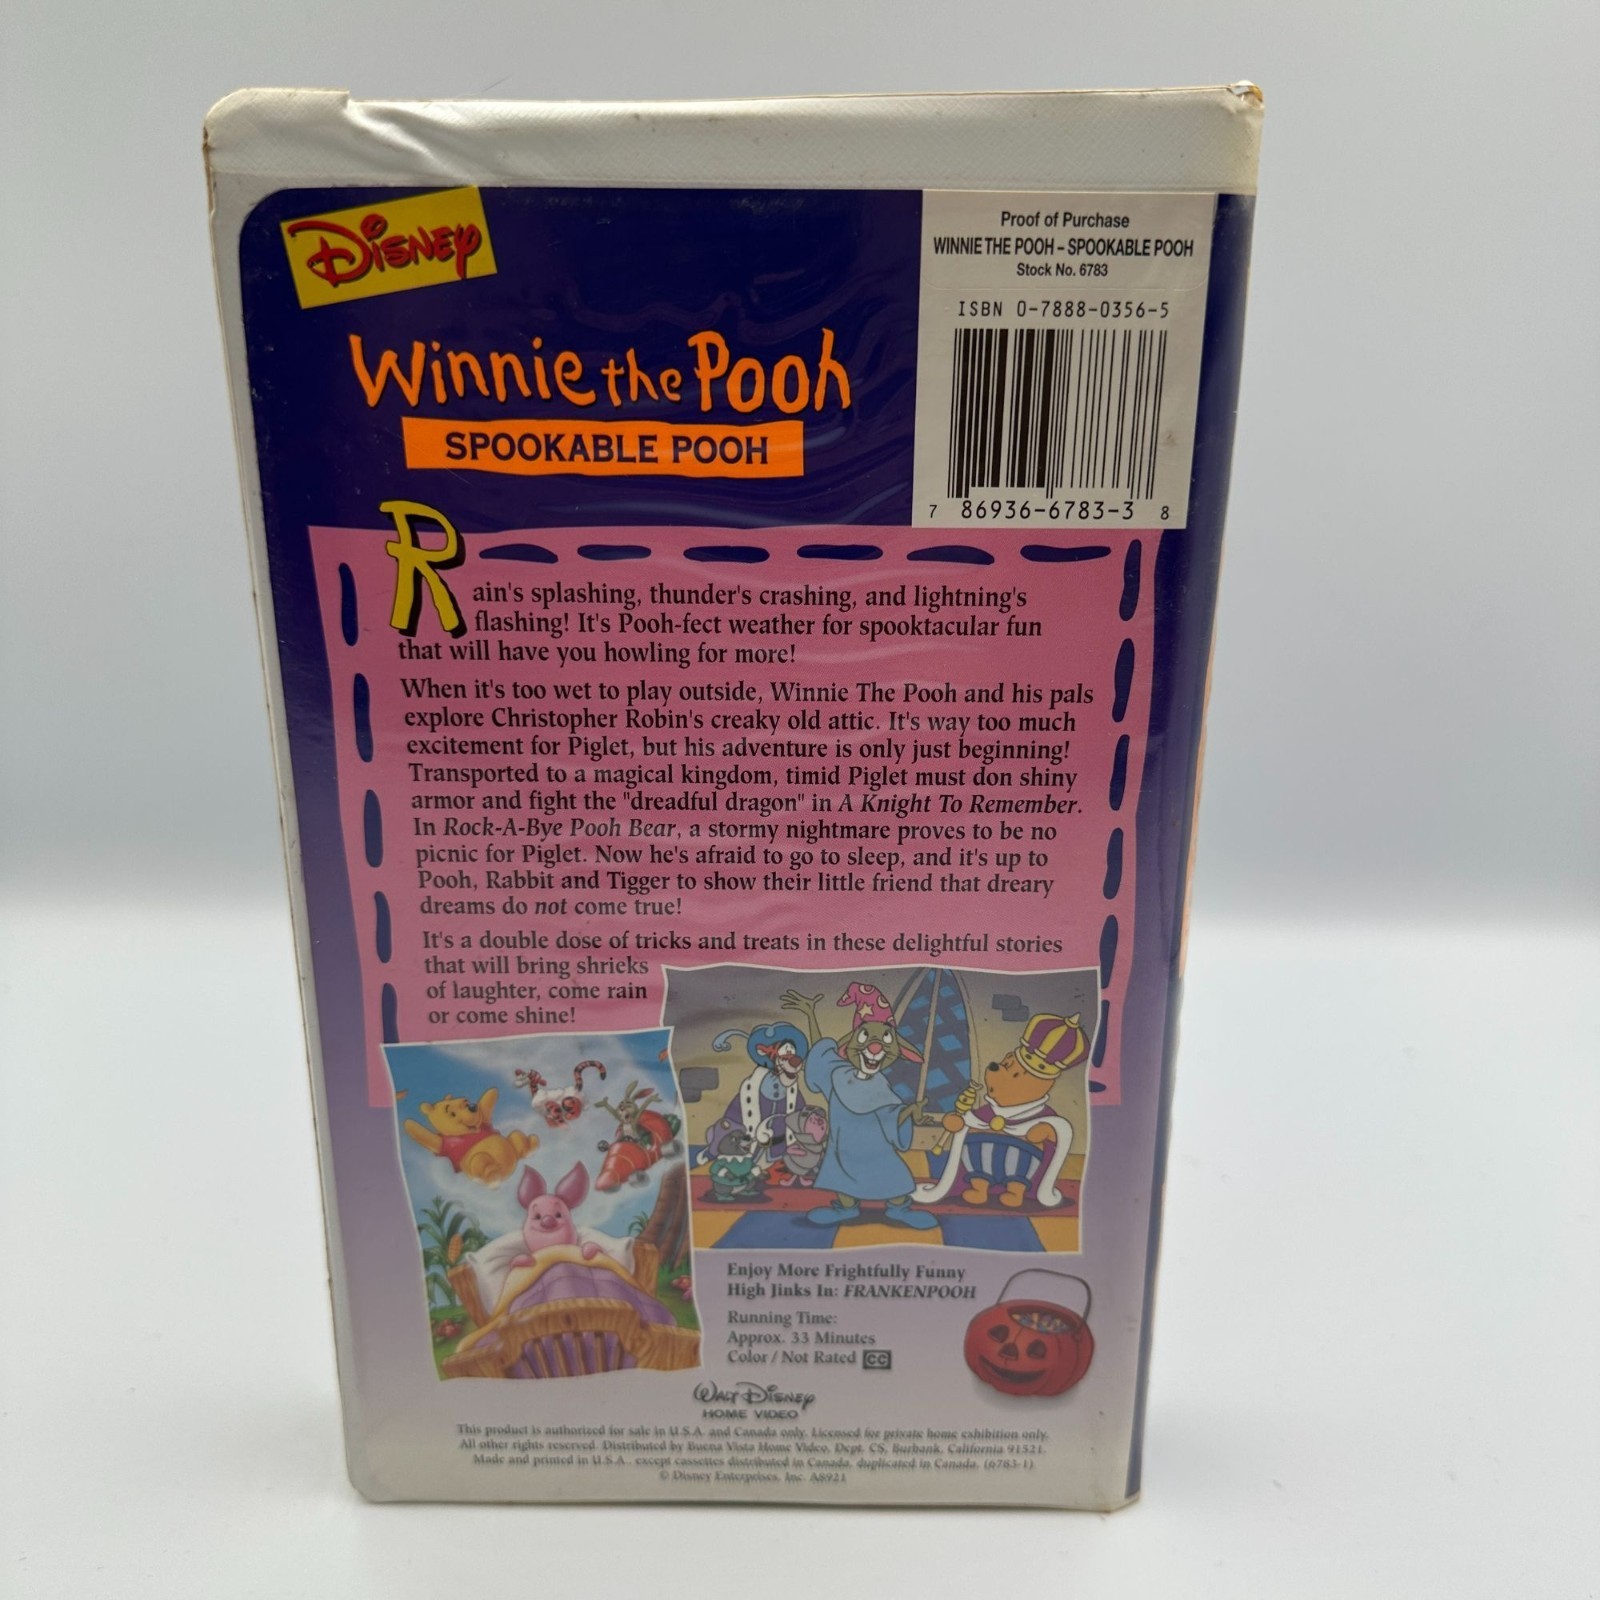 Disney
Proof of Purchase
WINNIE THE POOH – SPOOKABLE POOH
Stock No. 6783
ISBN 0-7888-0356-5
7 86936-6783-3 8
Winnie the Pooh
SPOOKABLE POOH
Rain's splashing, thunder's crashing, and lightning's
flashing! It's Pooh-fect weather for spooktacular fun
that will have you howling for more!
When it's too wet to play outside, Winnie The Pooh and his pals
explore Christopher Robin's creaky old attic. It's way too much
excitement for Piglet, but his adventure is only just beginning!
Transported to a magical kingdom, timid Piglet must don shiny
armor and fight the "dreadful dragon" in A Knight To Remember.
In Rock-A-Bye Pooh Bear, a stormy nightmare proves to be no
picnic for Piglet. Now he's afraid to go to sleep, and it's up to
Pooh, Rabbit and Tigger to show their little friend that dreary
dreams do not come true!
It's a double dose of tricks and treats in these delightful stories
that will bring shrieks
of laughter, come rain
or come shine!
Enjoy More Frightfully Funny
High Jinks In: FRANKENPOOH
Running Time:
Approx. 33 Minutes
Color / Not Rated CC
Walt Disney
HOME VIDEO
This product is authorized for sale in U.S.A. and Canada only. Licensed for private home exhibition only.
All other rights reserved. Distributed by Buena Vista Home Video, Dept. CS, Burbank, California 91521.
Made and printed in U.S.A., except cassettes distributed in Canada, duplicated in Canada. (6783-1)
© Disney Enterprises, Inc. A8921